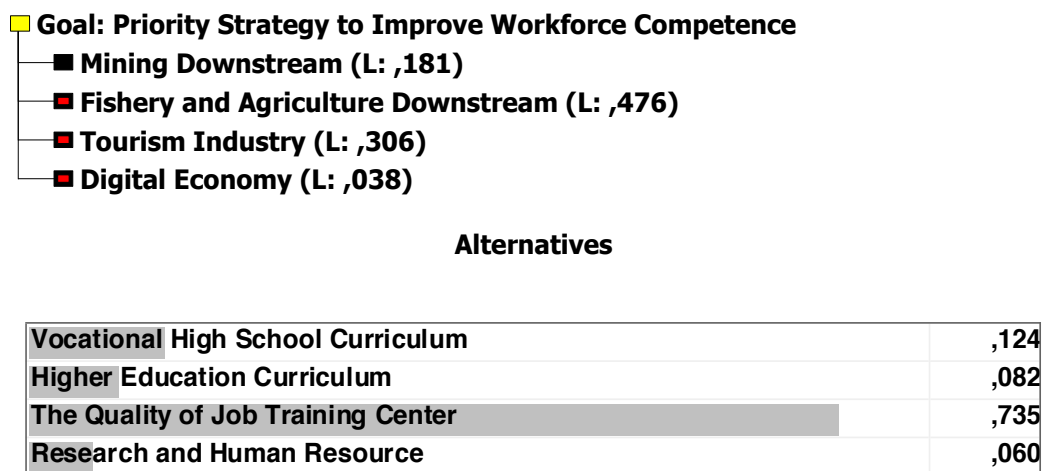 Goal: Priority Strategy to Improve Workforce Competence
Mining Downstream (L: ,181)
Fishery and Agriculture Downstream (L: ,476)
Tourism Industry (L: ,306)
Digital Economy (L: ,038)
Alternatives
Vocational High School Curriculum ,124
Higher Education Curriculum ,082
The Quality of Job Training Center ,735
Research and Human Resource ,060